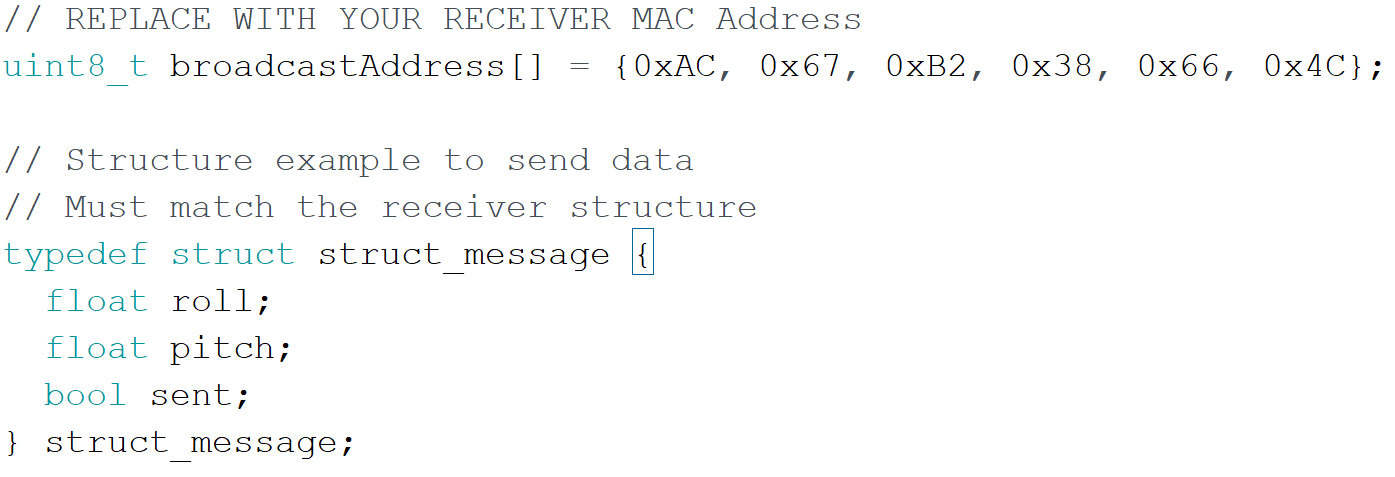 // REPLACE WITH YOUR RECEIVER MAC Address
uint8_t broadcastAddress[] = {0xAC, 0x67, 0xB2, 0x38, 0x66, 0x4C};
// Structure example to send data
// Must match the receiver structure
typedef struct struct_message {
  float roll;
  float pitch;
  bool sent;
} struct_message;